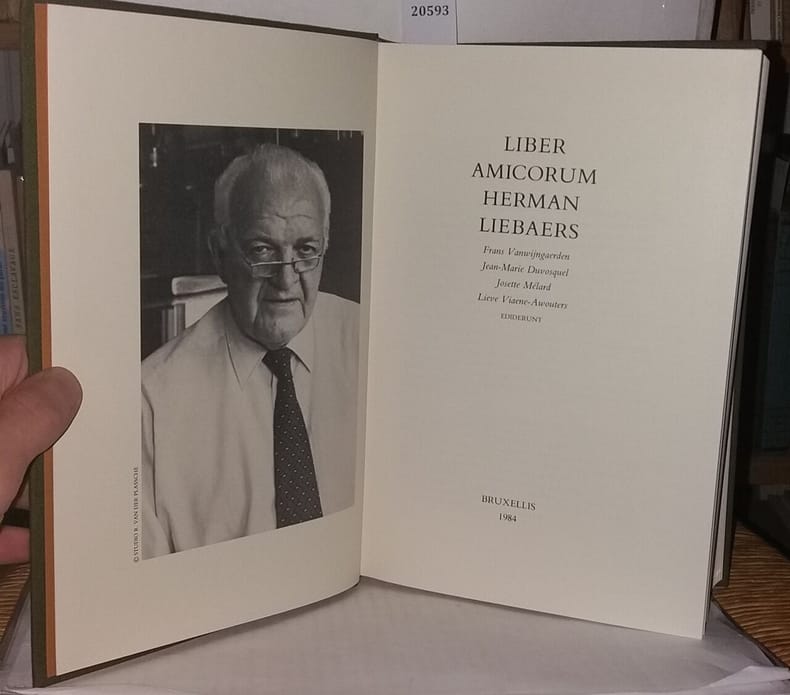 20593
LIBER
AMICORUM
HERMAN
LIEBAERS
Frans Vanwijngaerden
Jean-Marie Duvosquel
Josette Mélard
Lieve Viaene-Awouters
EDIDERUNT
BRUXELLIS
1984
© STUDIO R. VAN DER PLASSCHE